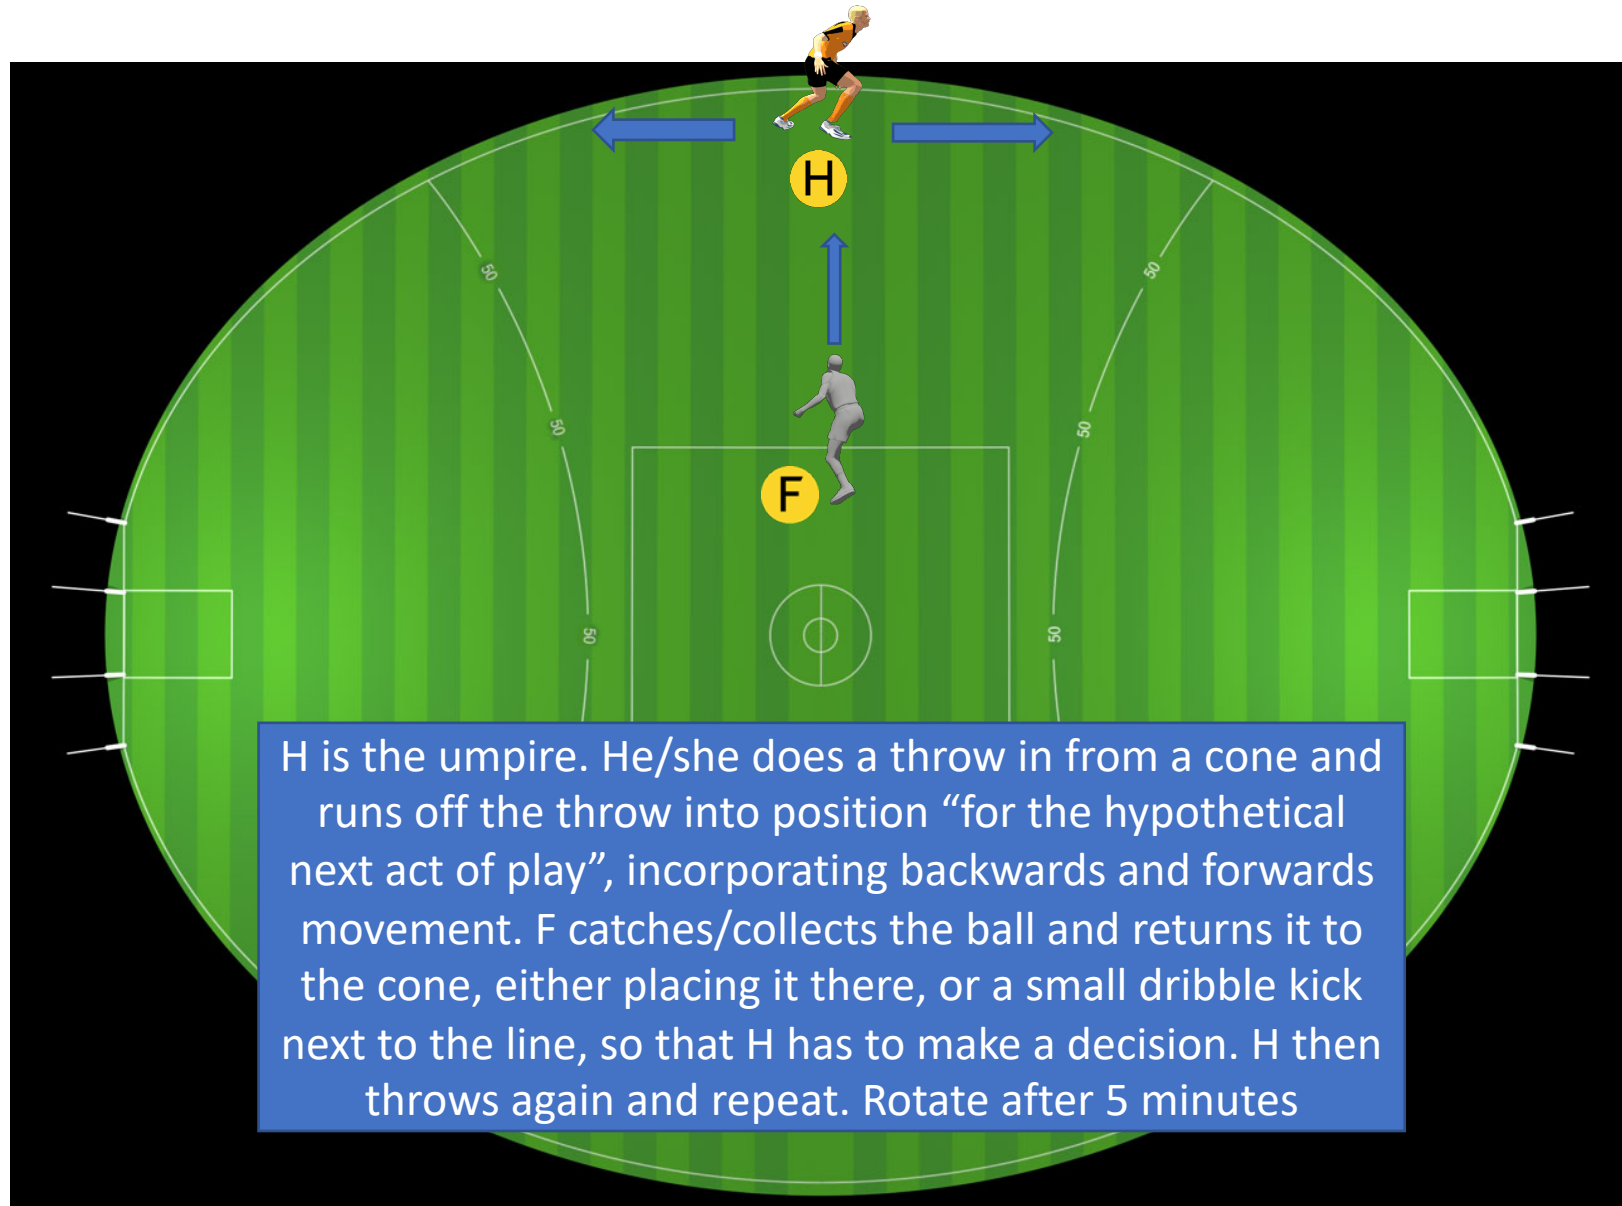 H
50
50
50
50
F
50
50
H is the umpire. He/she does a throw in from a cone and
runs off the throw into position “for the hypothetical
next act of play”, incorporating backwards and forwards
movement. F catches/collects the ball and returns it to
the cone, either placing it there, or a small dribble kick
next to the line, so that H has to make a decision. H then
throws again and repeat. Rotate after 5 minutes